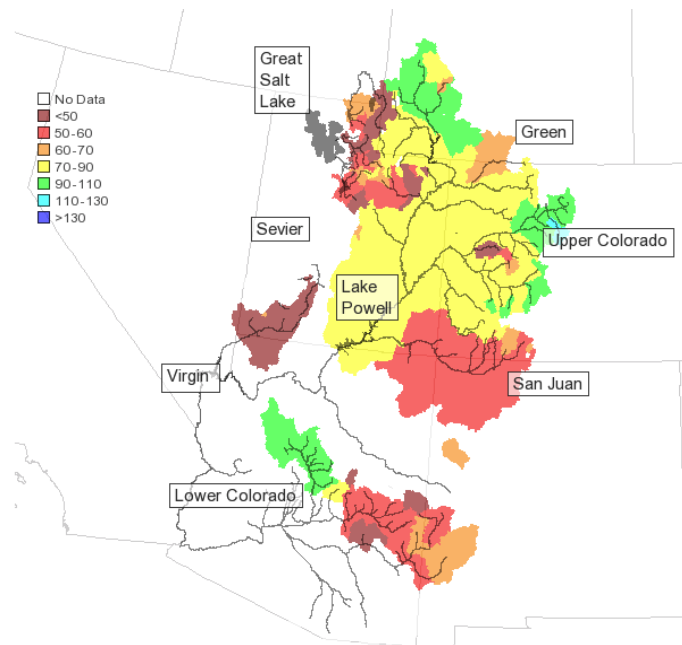 Great
Salt
Lake
No Data
<50
50-60
60-70
70-90
90-110
110-130
>130
Green
Sevier
Upper Colorado
Lake
Powell
Virgin
San Juan
Lower Colorado